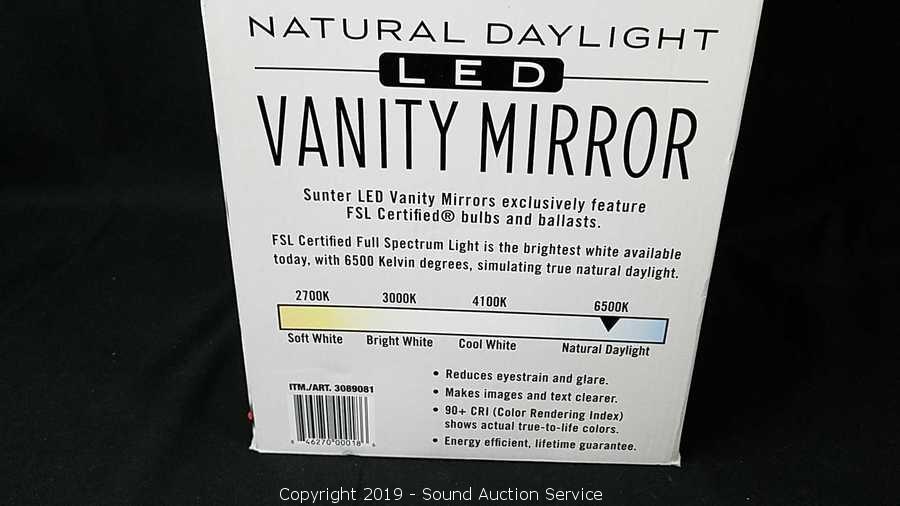 NATURAL DAYLIGHT
LED
VANITY MIRROR
Sunter LED Vanity Mirrors exclusively feature
FSL Certified® bulbs and ballasts.
FSL Certified Full Spectrum Light is the brightest white available
today, with 6500 Kelvin degrees, simulating true natural daylight.
2700K 3000K 4100K 6500K
Soft White Bright White Cool White Natural Daylight
• Reduces eyestrain and glare.
• Makes images and text clearer.
• 90+ CRI (Color Rendering Index)
shows actual true-to-life colors.
• Energy efficient, lifetime guarantee.
ITM./ART. 3089081
46270 00018
Copyright 2019 - Sound Auction Service